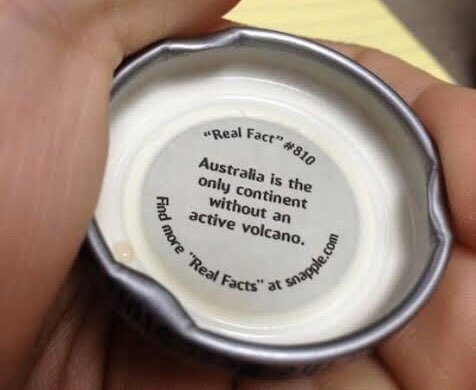 "Real Fact" #810
Australia is the
only continent
without an
active volcano.
Find more "Real Facts" at snapple.com